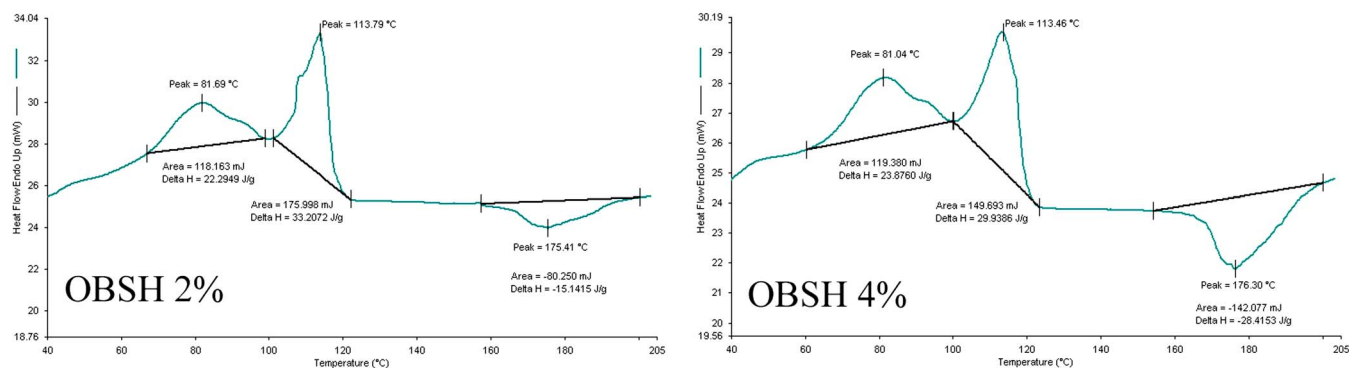 34.04
32
30
28
26
24
22
20
18.76
Heat Flow Endo Up (mW)
Peak = 113.79 °C
Peak = 81.69 °C
Area = 118.163 mJ
Delta H = 22.2949 J/g
Area = 175.998 mJ
Delta H = 33.2072 J/g
Peak = 175.41 °C
Area = -80.250 mJ
Delta H = -15.1415 J/g
OBSH 2%
40 60 80 100 120 140 160 180 205
Temperature (°C)
30.19
29
28
27
26
25
24
23
22
21
20
19.56
Heat Flow Endo Up (mW)
Peak = 113.46 °C
Peak = 81.04 °C
Area = 119.380 mJ
Delta H = 23.8760 J/g
Area = 149.693 mJ
Delta H = 29.9386 J/g
Peak = 176.30 °C
Area = -142.077 mJ
Delta H = -28.4153 J/g
OBSH 4%
40 60 80 100 120 140 160 180 205
Temperature (°C)